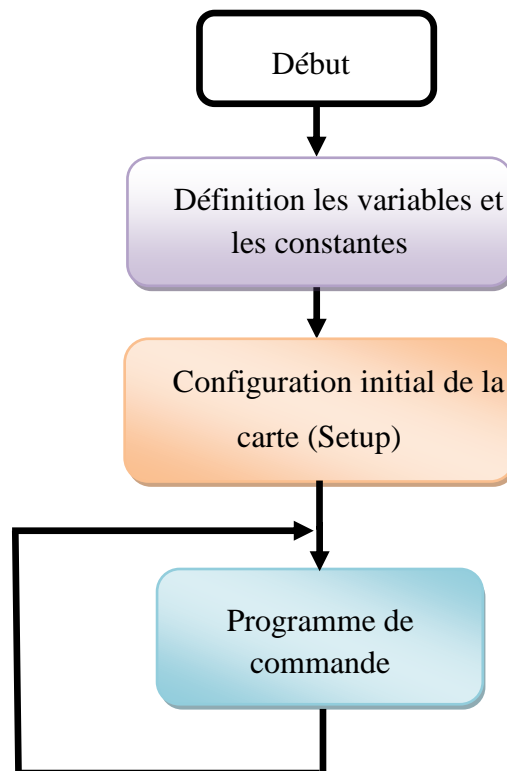 Début
Définition les variables et
les constantes
Configuration initial de la
carte (Setup)
Programme de
commande